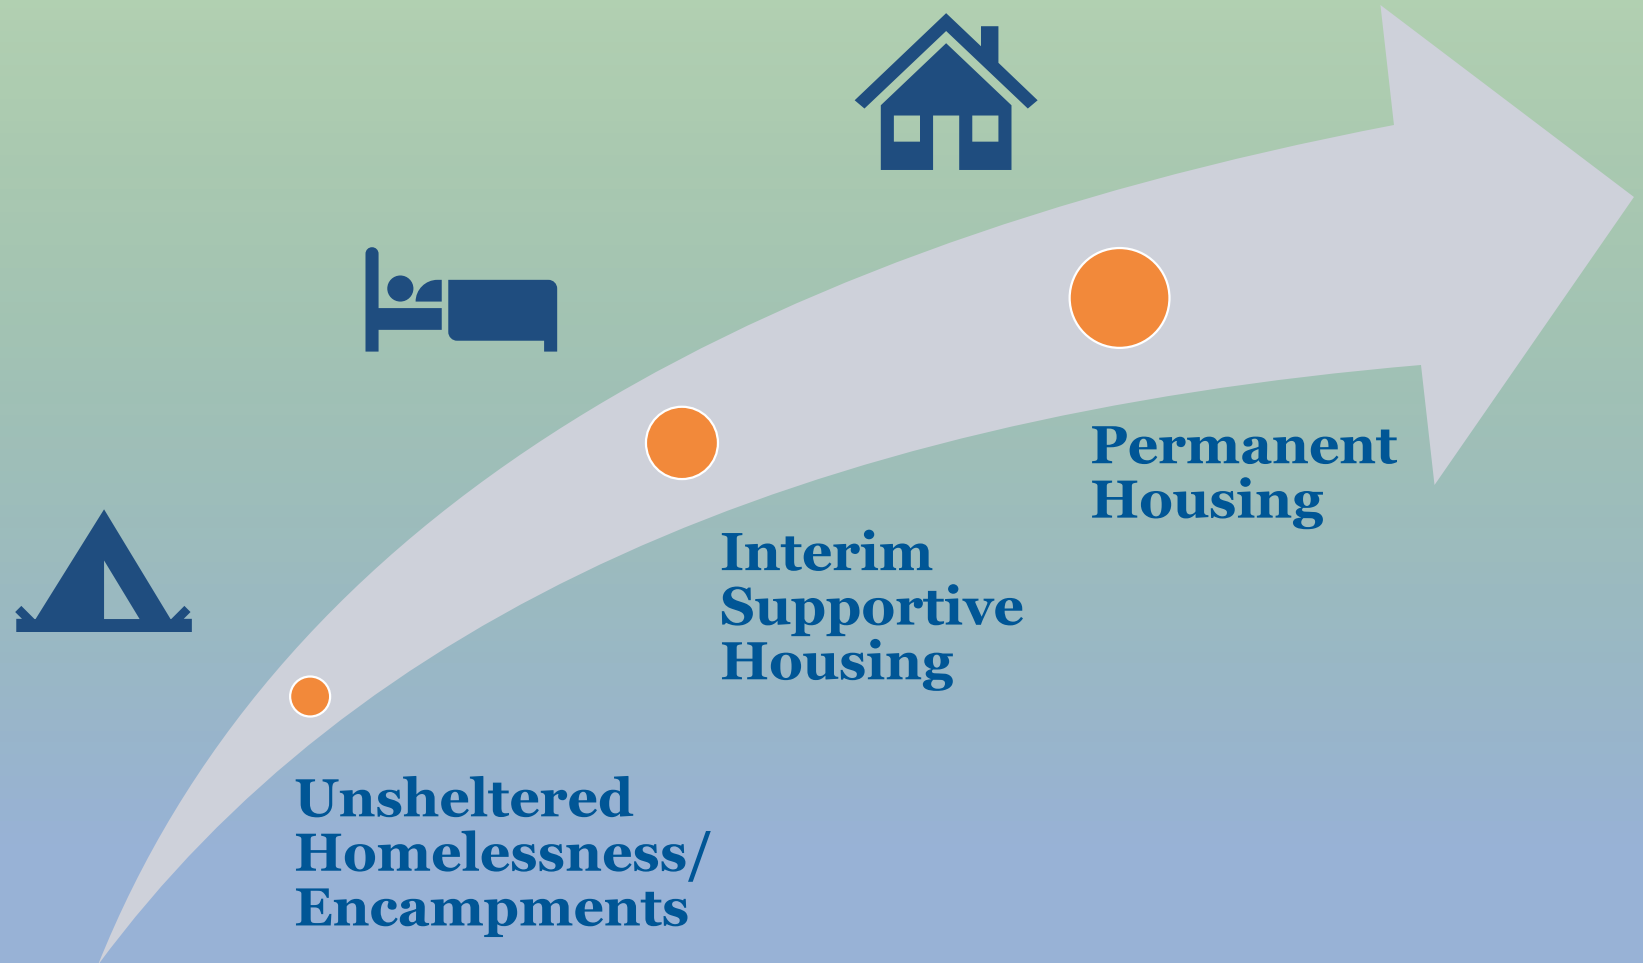 Permanent
Housing
Interim
Supportive
Housing
Unsheltered
Homelessness/
Encampments